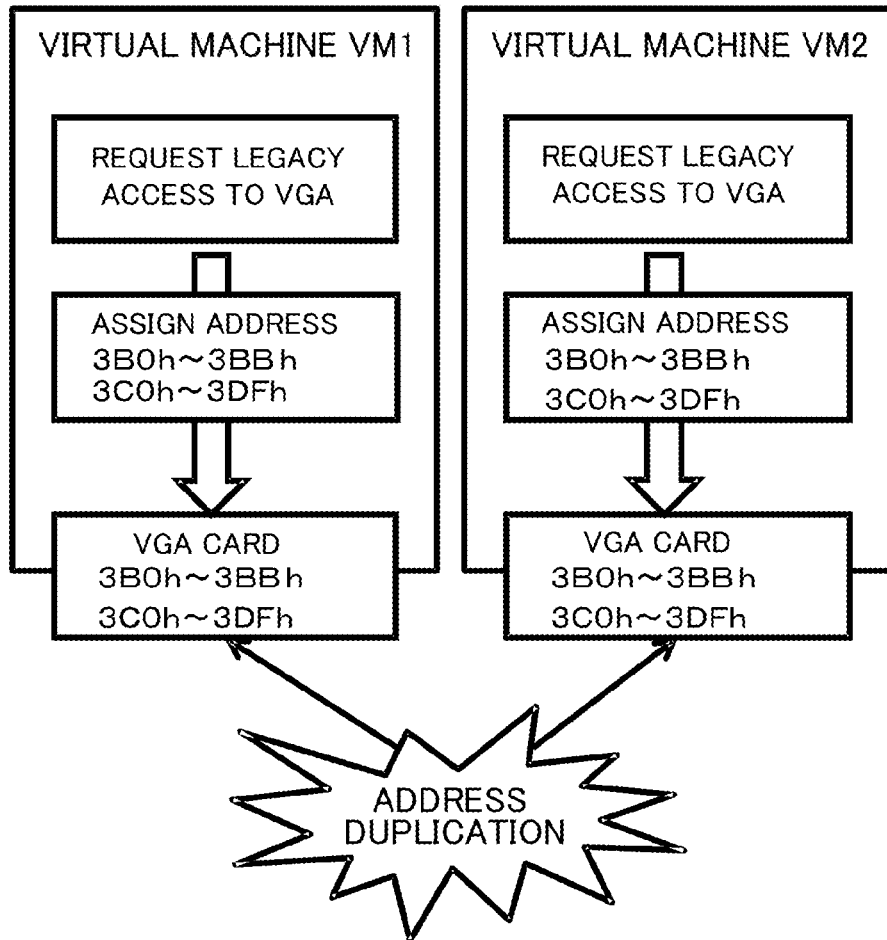 VIRTUAL MACHINE VM1
REQUEST LEGACY
ACCESS TO VGA
ASSIGN ADDRESS
3B0h～3BBh
3C0h～3DFh
VGA CARD
3B0h～3BBh
3C0h～3DFh
VIRTUAL MACHINE VM2
REQUEST LEGACY
ACCESS TO VGA
ASSIGN ADDRESS
3B0h～3BBh
3C0h～3DFh
VGA CARD
3B0h～3BBh
3C0h～3DFh
ADDRESS
DUPLICATION